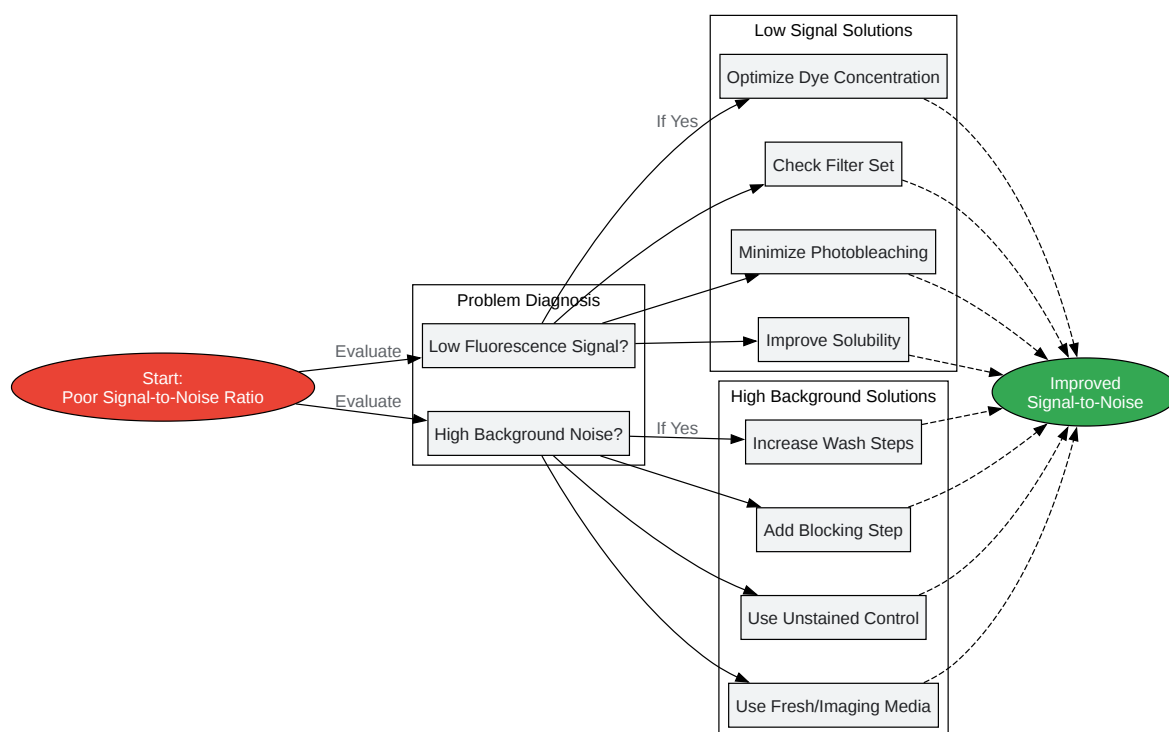 Start:
Poor Signal-to-Noise Ratio
Evaluate
Evaluate
Problem Diagnosis
Low Fluorescence Signal?
High Background Noise?
If Yes
If Yes
Low Signal Solutions
Optimize Dye Concentration
Check Filter Set
Minimize Photobleaching
Improve Solubility
High Background Solutions
Increase Wash Steps
Add Blocking Step
Use Unstained Control
Use Fresh/Imaging Media
Improved
Signal-to-Noise